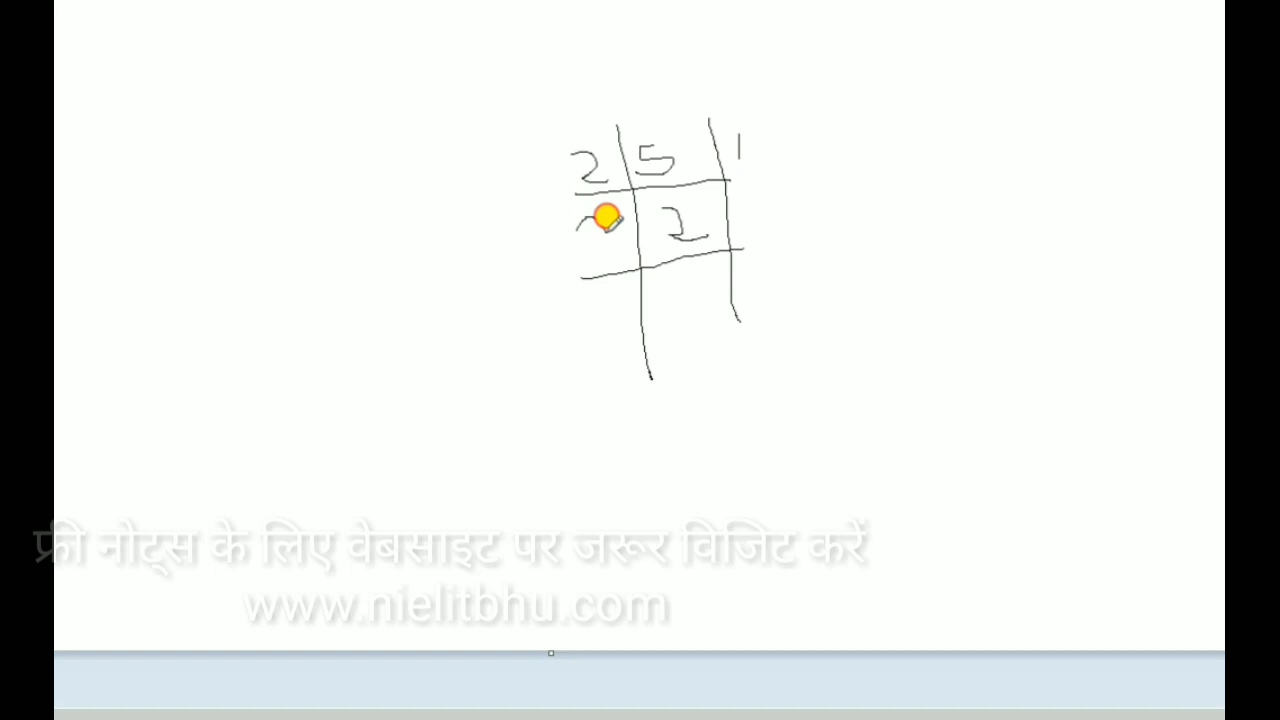 2 5 1
2
फ्री नोट्स के लिए वेबसाइट पर जरूर विजिट करें
www.nielitbhu.com